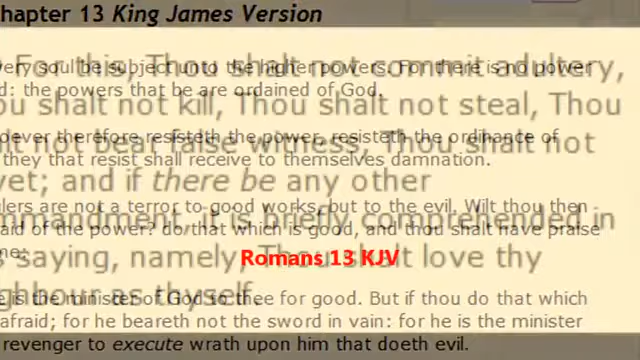 hapter 13 King James Version
For this, Thou shalt not commit adultery,
ou shalt not kill, Thou shalt not steal, Thou
lt not bear false witness, Thou shalt not
vet; and if there be any other
mmandment, it is briefly comprehended in
s saying, namely, Thou shalt love thy
ghbour as thyself.
very soul be subject unto the higher powers. For there is no power
d: the powers that be are ordained of God.
oever therefore resisteth the power, resisteth the ordinance of
they that resist shall receive to themselves damnation.
lers are not a terror to good works, but to the evil. Wilt thou then
aid of the power? do that which is good, and thou shalt have praise
me:
e is the minister of God to thee for good. But if thou do that which
afraid; for he beareth not the sword in vain: for he is the minister
revenger to execute wrath upon him that doeth evil.
Romans 13 KJV